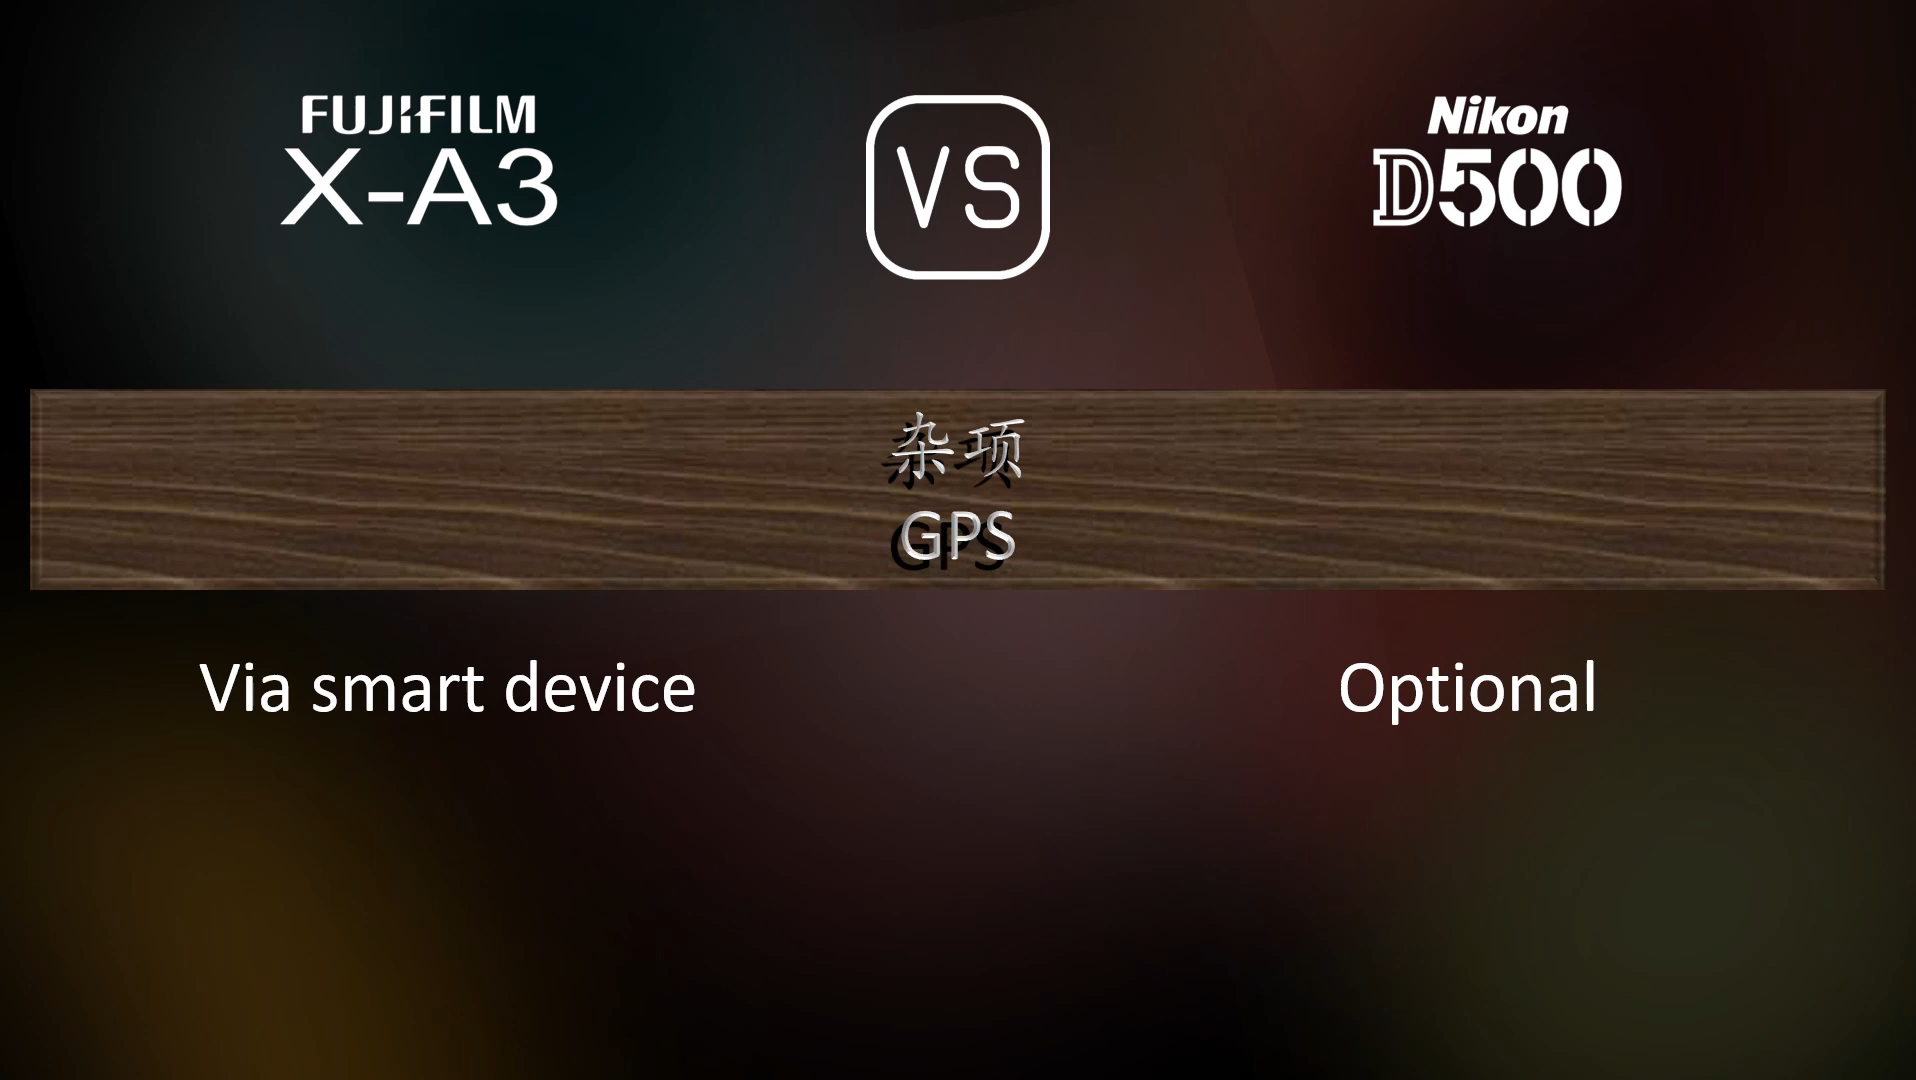 FUJIFILM
X-A3
VS
Nikon
D500
杂项
GPS
Via smart device
Optional